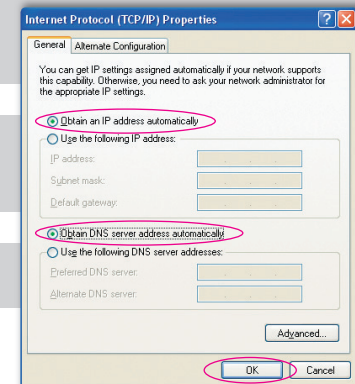 Internet Protocol (TCP/IP) Properties
General Alternate Configuration
You can get IP settings assigned automatically if your network supports
this capability. Otherwise, you need to ask your network administrator for
the appropriate IP settings.
Obtain an IP address automatically
Use the following IP address:
IP address:
Subnet mask:
Default gateway:
Obtain DNS server address automatically
Use the following DNS server addresses:
Preferred DNS server:
Alternate DNS server:
Advanced...
OK Cancel